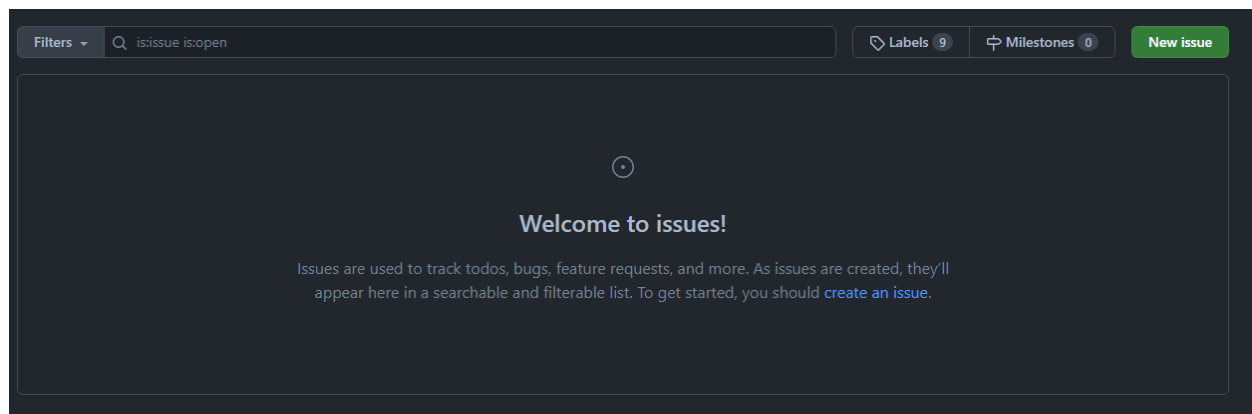 Filters
is:issue is:open
Labels 9
Milestones 0
New issue
Welcome to issues!
Issues are used to track todos, bugs, feature requests, and more. As issues are created, they’ll
appear here in a searchable and filterable list. To get started, you should create an issue.